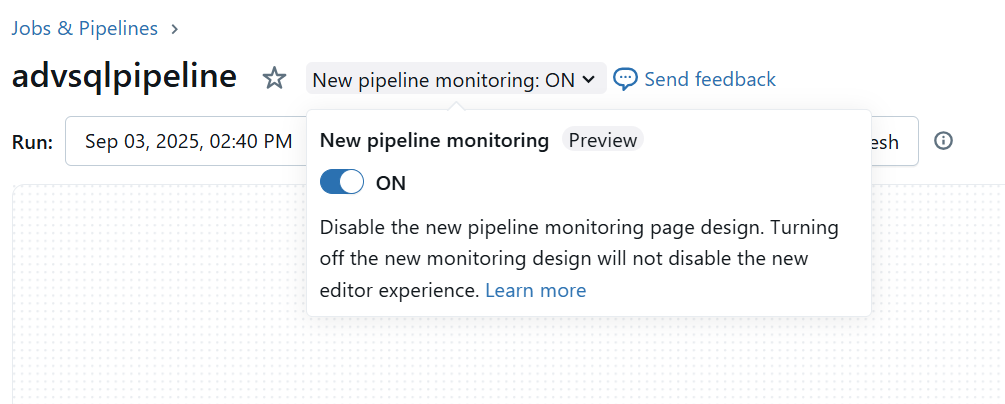 Jobs & Pipelines
advsqlpipeline
New pipeline monitoring: ON
Send feedback
Run:
Sep 03, 2025, 02:40 PM
esh
New pipeline monitoring
Preview
ON
Disable the new pipeline monitoring page design. Turning
off the new monitoring design will not disable the new
editor experience. Learn more